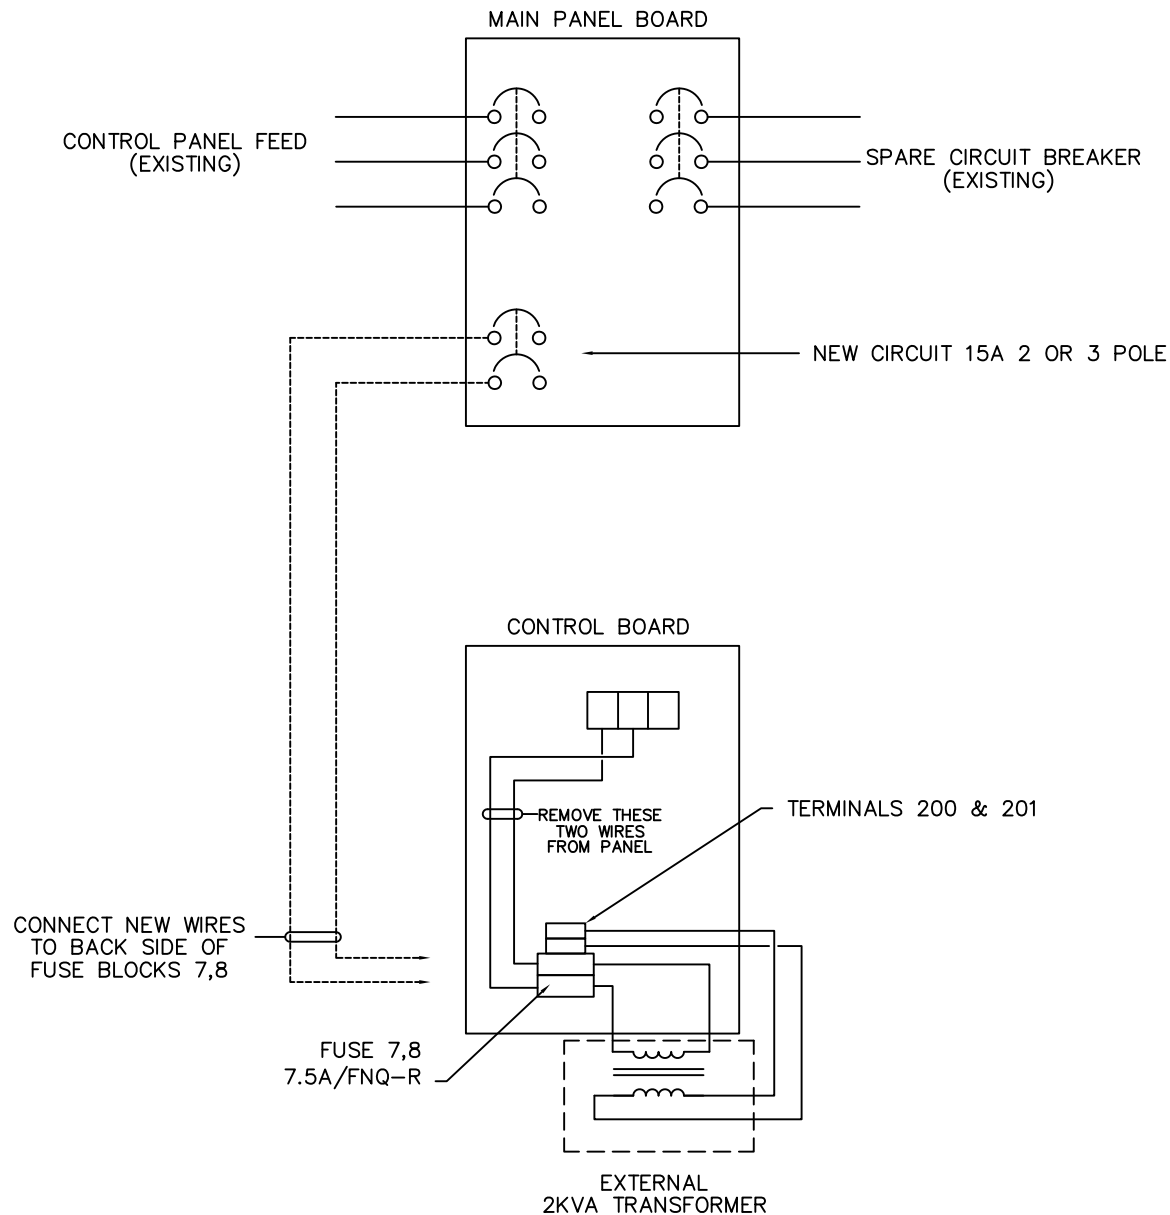 MAIN PANEL BOARD
CONTROL PANEL FEED
(EXISTING)
SPARE CIRCUIT BREAKER
(EXISTING)
NEW CIRCUIT 15A 2 OR 3 POLE
CONTROL BOARD
REMOVE THESE
TWO WIRES
FROM PANEL
TERMINALS 200 & 201
CONNECT NEW WIRES
TO BACK SIDE OF
FUSE BLOCKS 7,8
FUSE 7,8
7.5A/FNQ-R
EXTERNAL
2KVA TRANSFORMER